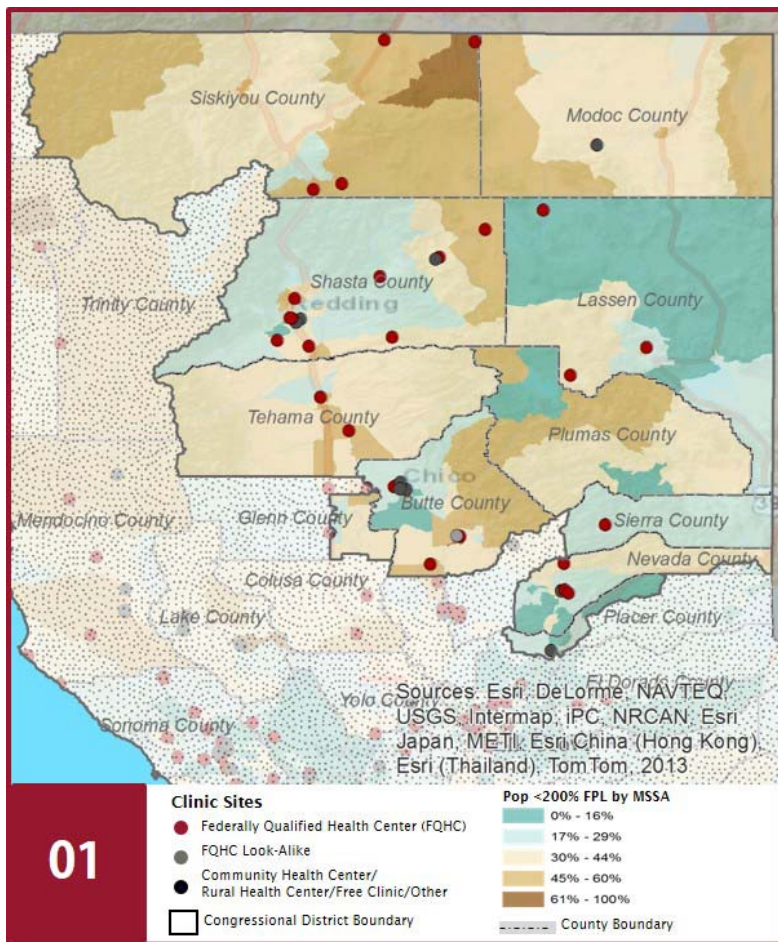 Siskiyou County
Modoc County
Trinity County
Shasta County
Redding
Lassen County
Tehama County
Plumas County
Chico
Butte County
Mendocino County
Glenn County
Sierra County
Nevada County
Colusa County
Lake County
Placer County
El Dorado County
Yolo County
Sonoma County
Sources: Esri, DeLorme, NAVTEQ,
USGS, Intermap, iPC, NRCAN, Esri
Japan, METI, Esri China (Hong Kong),
Esri (Thailand), TomTom, 2013
01
Clinic Sites
Federally Qualified Health Center (FQHC)
FQHC Look-Alike
Community Health Center/
Rural Health Center/Free Clinic/Other
Congressional District Boundary
Pop <200% FPL by MSSA
0% - 16%
17% - 29%
30% - 44%
45% - 60%
61% - 100%
County Boundary